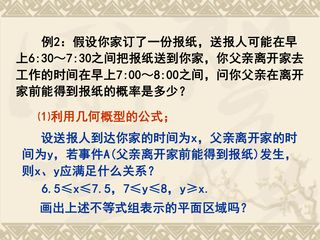 例2：假设你家订了一份报纸，送报人可能在早
上6:30～7:30之间把报纸送到你家，你父亲离开家去
工作的时间在早上7:00～8:00之间，问你父亲在离开
家前能得到报纸的概率是多少？
⑴利用几何概型的公式；
设送报人到达你家的时间为x，父亲离开家的时
间为y，若事件A(父亲离开家前能得到报纸)发生，
则x、y应满足什么关系？
6.5≤x≤7.5，7≤y≤8，y≥x.
画出上述不等式组表示的平面区域吗？